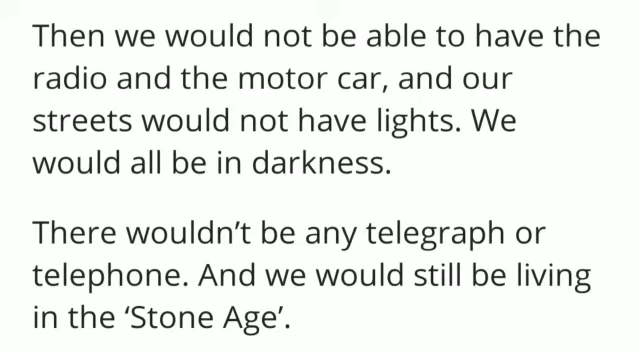 Then we would not be able to have the
radio and the motor car, and our
streets would not have lights. We
would all be in darkness.
There wouldn’t be any telegraph or
telephone. And we would still be living
in the ‘Stone Age’.